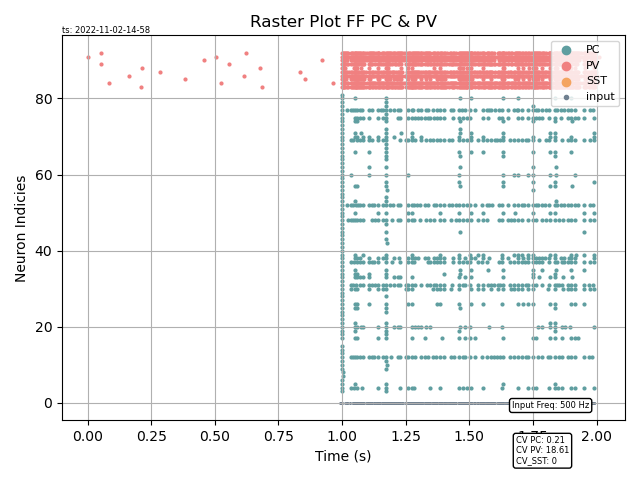 Raster Plot FF PC & PV
ts: 2022-11-02-14-58
PC
PV
SST
input
80
60
40
20
0
Neuron Indicies
Input Freq: 500 Hz
0.00 0.25 0.50 0.75 1.00 1.25 1.50 1.75 2.00
Time (s)
CV PC: 0.21
CV PV: 18.61
CV_SST: 0